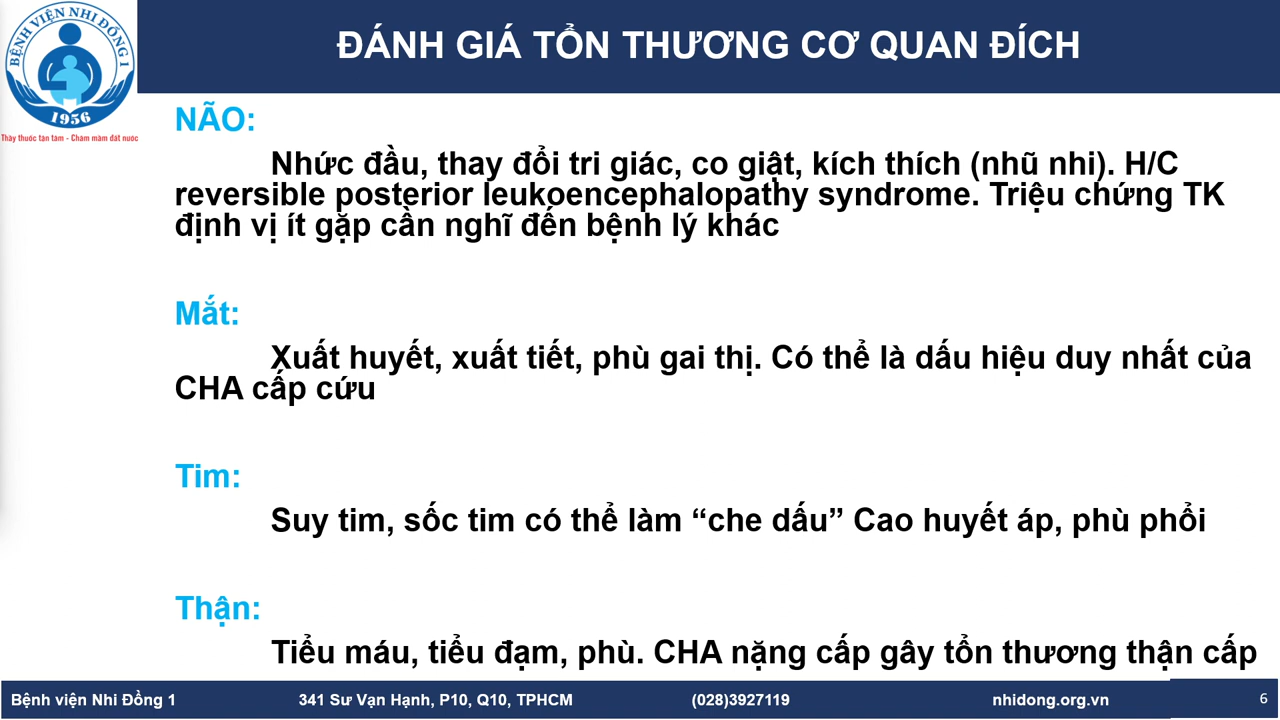 BỆNH VIỆN NHI ĐỒNG 1
1956
Thầy thuốc tận tâm - Chăm mầm đất nước
ĐÁNH GIÁ TỔN THƯƠNG CƠ QUAN ĐÍCH
NÃO:
Nhức đầu, thay đổi tri giác, co giật, kích thích (nhũ nhi). H/C
reversible posterior leukoencephalopathy syndrome. Triệu chứng TK
định vị ít gặp cần nghĩ đến bệnh lý khác
Mắt:
Xuất huyết, xuất tiết, phù gai thị. Có thể là dấu hiệu duy nhất của
CHA cấp cứu
Tim:
Suy tim, sốc tim có thể làm “che dấu” Cao huyết áp, phù phổi
Thận:
Tiểu máu, tiểu đạm, phù. CHA nặng cấp gây tổn thương thận cấp
Bệnh viện Nhi Đồng 1 341 Sư Vạn Hạnh, P10, Q10, TPHCM (028)3927119 nhidong.org.vn 6